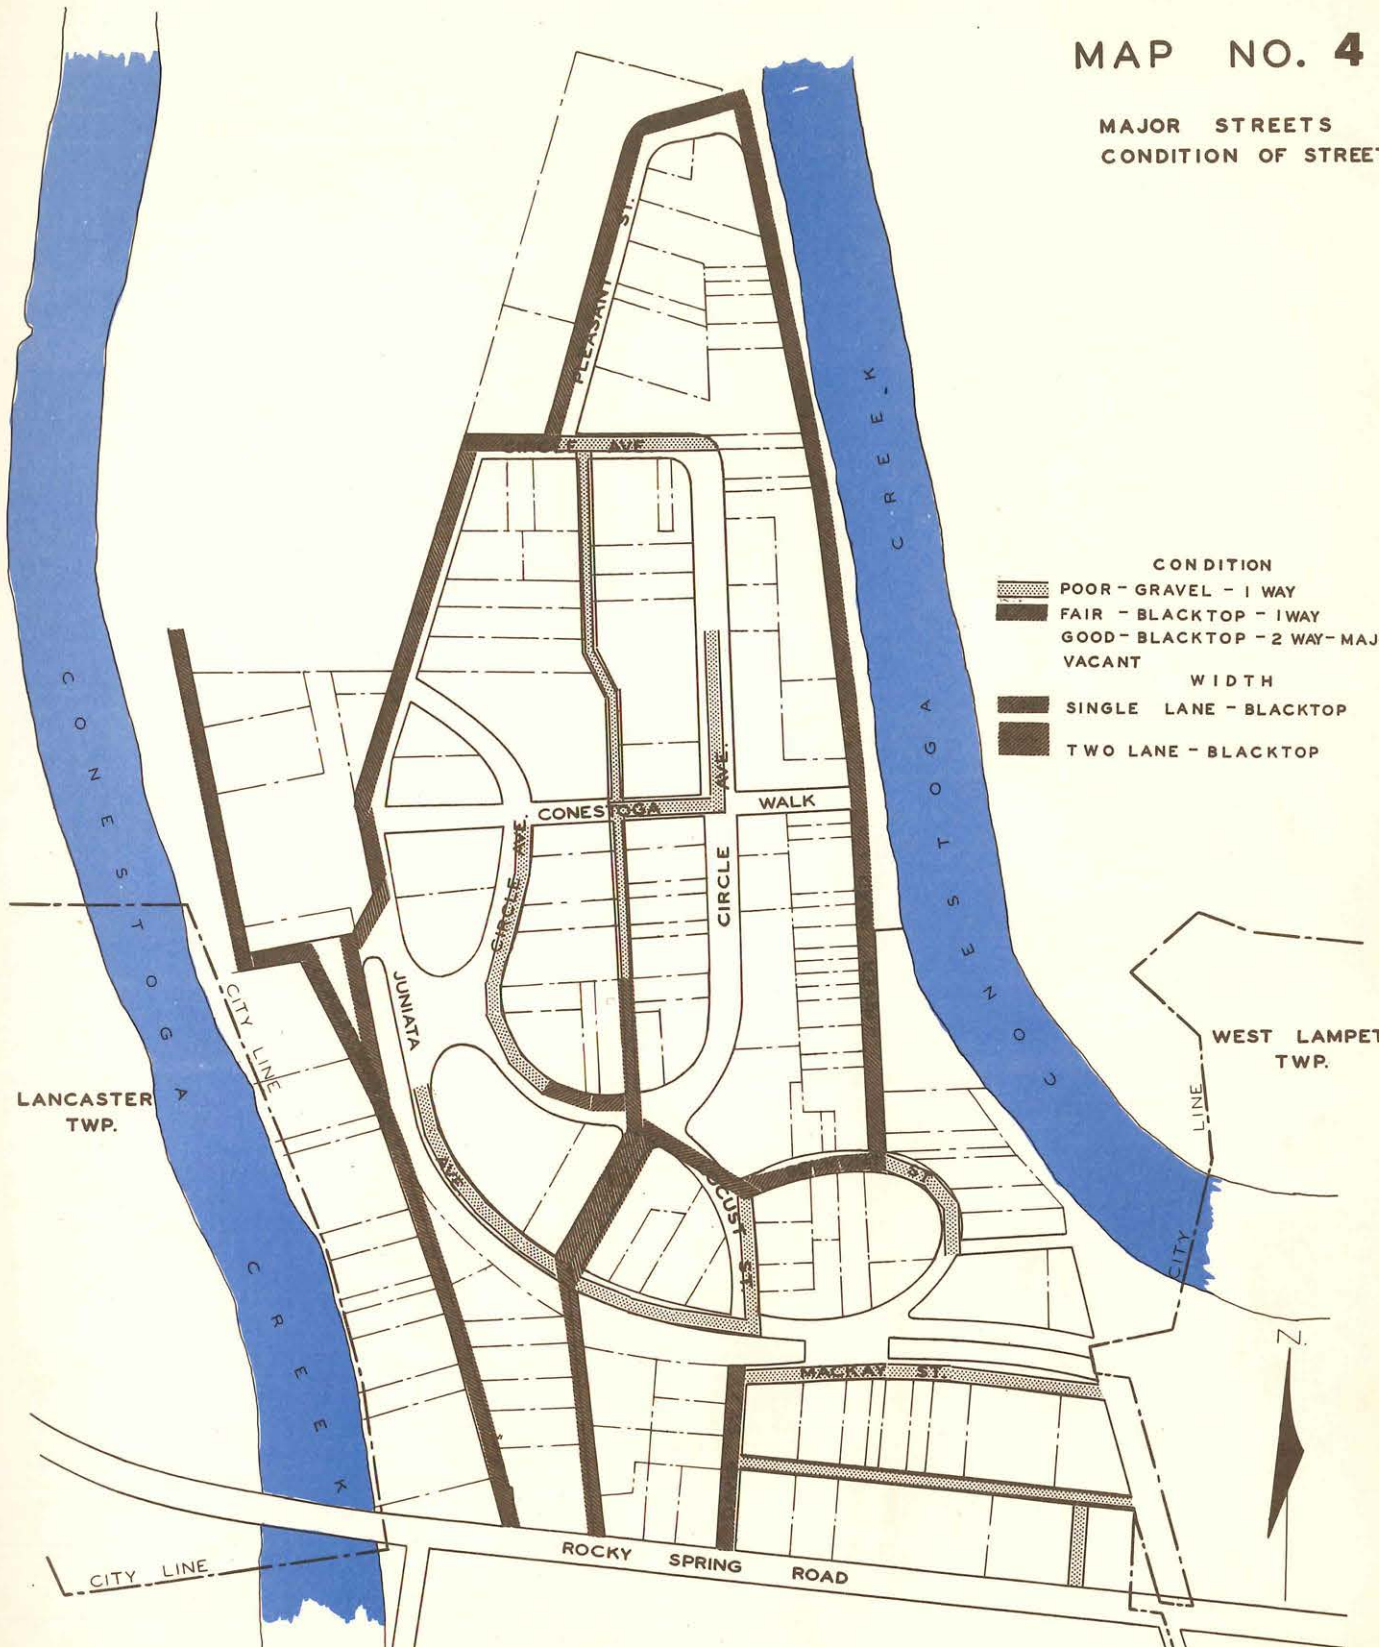 MAP NO. 4
MAJOR STREETS
CONDITION OF STREET
PLEASANT ST.
CIRCLE AVE
CREEK
CONESTOGA
CONDITION
POOR - GRAVEL - 1 WAY
FAIR - BLACKTOP - 1 WAY
GOOD - BLACKTOP - 2 WAY - MAJ
VACANT
WIDTH
SINGLE LANE - BLACKTOP
TWO LANE - BLACKTOP
CONESTOGA WALK
CIRCLE AVE.
CIRCLE AVE.
CONESTOGA
CREEK
JUNIATA
AVE
CITY LINE
LANCASTER
TWP.
WEST LAMPET
TWP.
CITY LINE
LOCUST ST
ST
MACKAY ST.
N.
ROCKY SPRING ROAD
CITY LINE